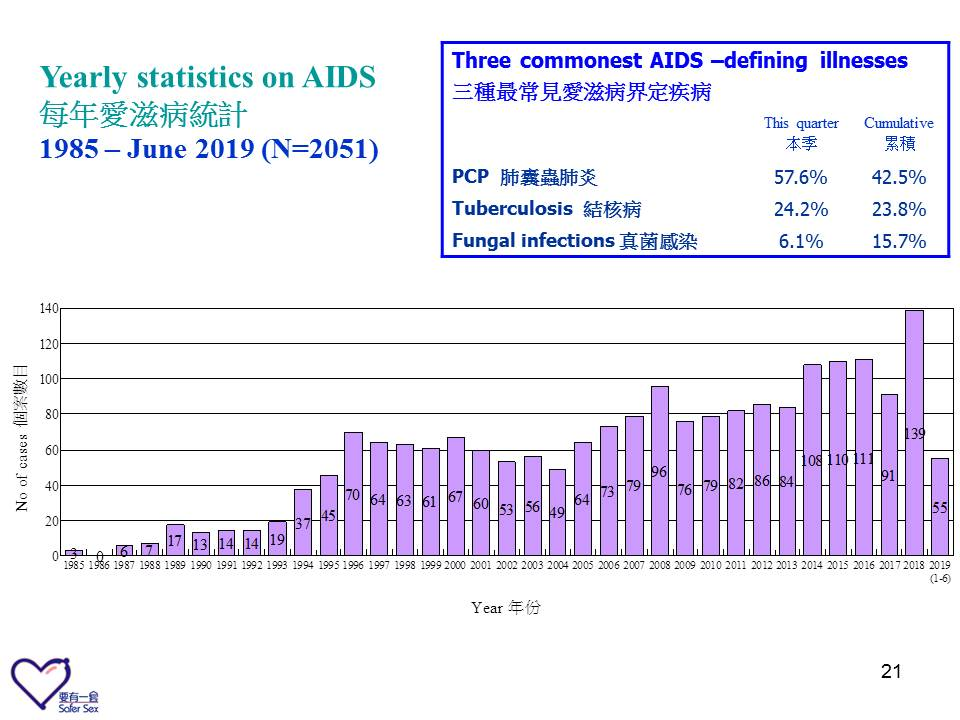 Yearly statistics on AIDS
每年愛滋病統計
1985 – June 2019 (N=2051)
Three commonest AIDS –defining illnesses
三種最常見愛滋病界定疾病
This quarter Cumulative
本季 累積
PCP 肺囊蟲肺炎 57.6% 42.5%
Tuberculosis 結核病 24.2% 23.8%
Fungal infections 真菌感染 6.1% 15.7%
No of cases 個案數目
140
120
100
80
60
40
20
0
3 0 6 7 17 13 14 14 19 37 45 70 64 63 61 67 60 53 56 49 64 73 79 96 76 79 82 86 84 108 110 111 91 139 55
1985 1986 1987 1988 1989 1990 1991 1992 1993 1994 1995 1996 1997 1998 1999 2000 2001 2002 2003 2004 2005 2006 2007 2008 2009 2010 2011 2012 2013 2014 2015 2016 2017 2018 2019
(1-6)
Year 年份
要有一套
Safer Sex
21